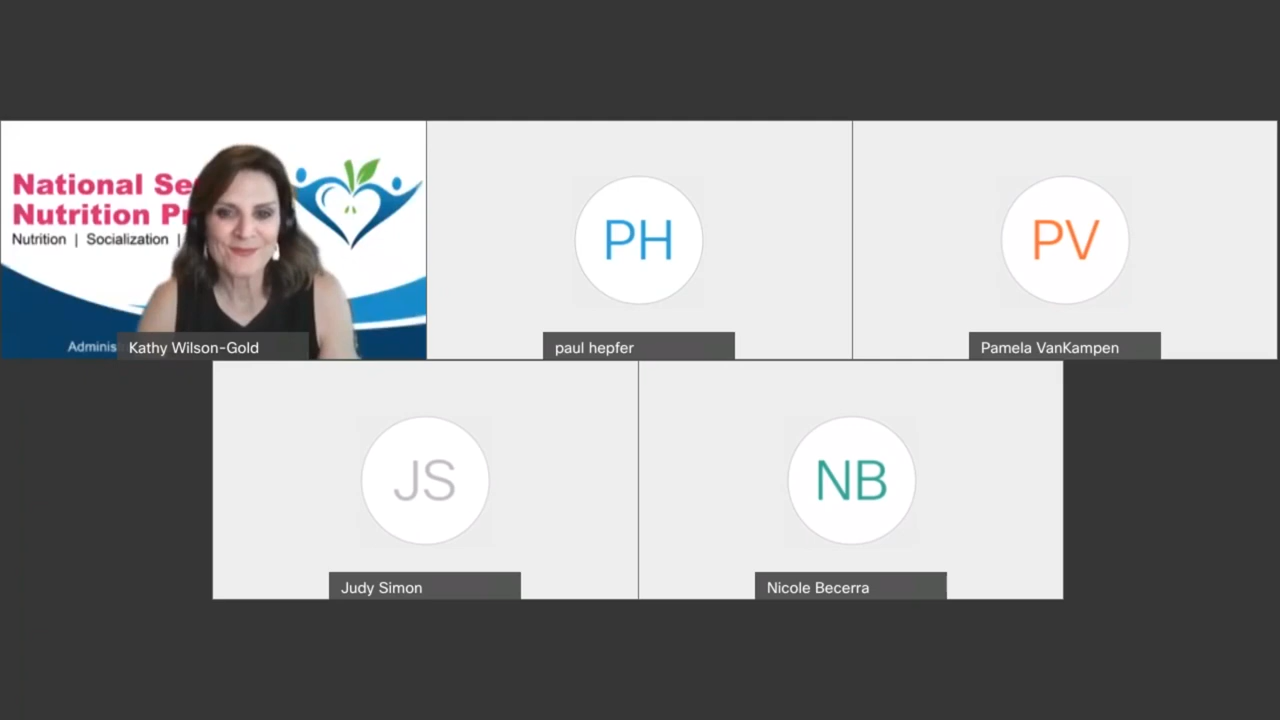 National Se
Nutrition Pr
Nutrition | Socialization |
Adminis
Kathy Wilson-Gold
PH
paul hepfer
PV
Pamela VanKampen
JS
Judy Simon
NB
Nicole Becerra